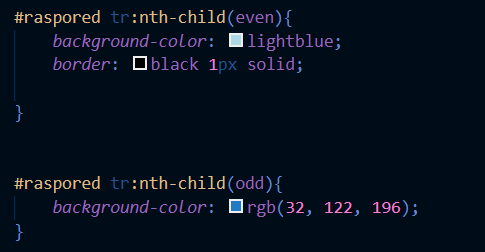 #raspored tr:nth-child(even){
background-color: lightblue;
border: black 1px solid;
}
#raspored tr:nth-child(odd){
background-color: rgb(32, 122, 196);
}